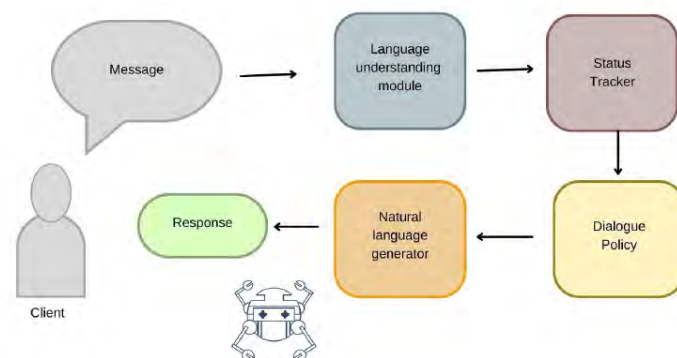 Message
Language
understanding
module
Status
Tracker
Dialogue
Policy
Natural
language
generator
Response
Client